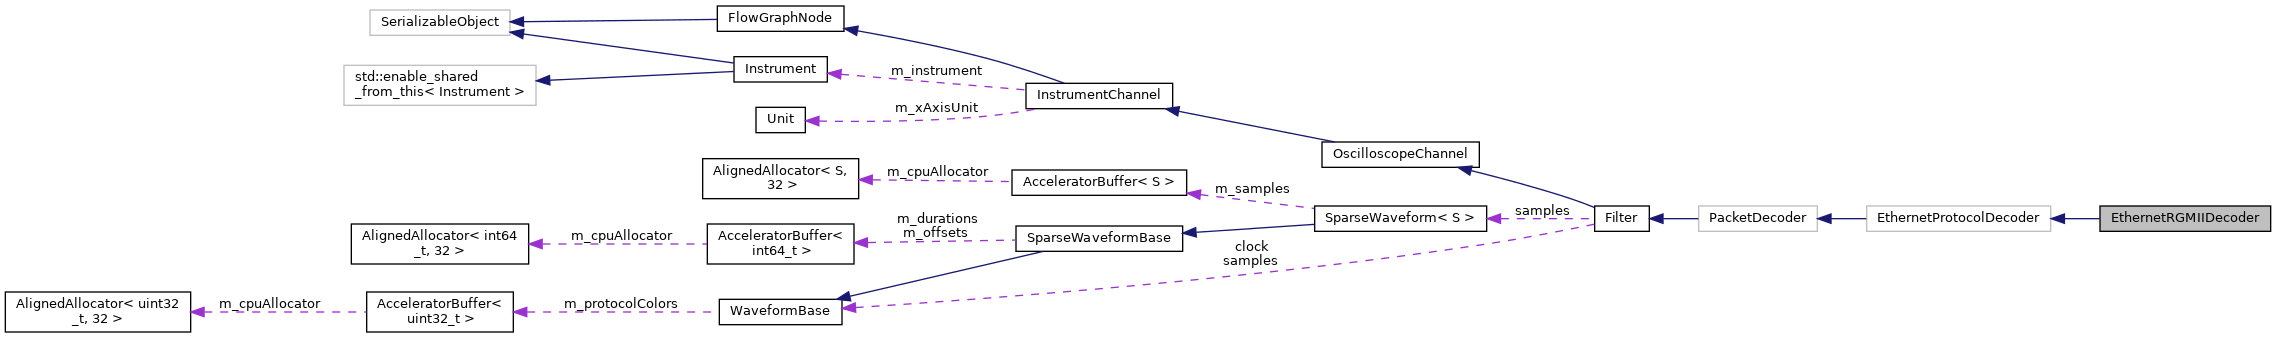 SerializableObject
FlowGraphNode
std::enable_shared
_from_this< Instrument >
Instrument
m_instrument
InstrumentChannel
Unit
m_xAxisUnit
OscilloscopeChannel
AlignedAllocator< S,
32 >
m_cpuAllocator
AcceleratorBuffer< S >
m_samples
SparseWaveform< S >
samples
Filter
PacketDecoder
EthernetProtocolDecoder
EthernetRGMIIDecoder
AlignedAllocator< int64
_t, 32 >
m_cpuAllocator
AcceleratorBuffer<
int64_t >
m_durations
m_offsets
SparseWaveformBase
clock
samples
AlignedAllocator< uint32
_t, 32 >
m_cpuAllocator
AcceleratorBuffer<
uint32_t >
m_protocolColors
WaveformBase